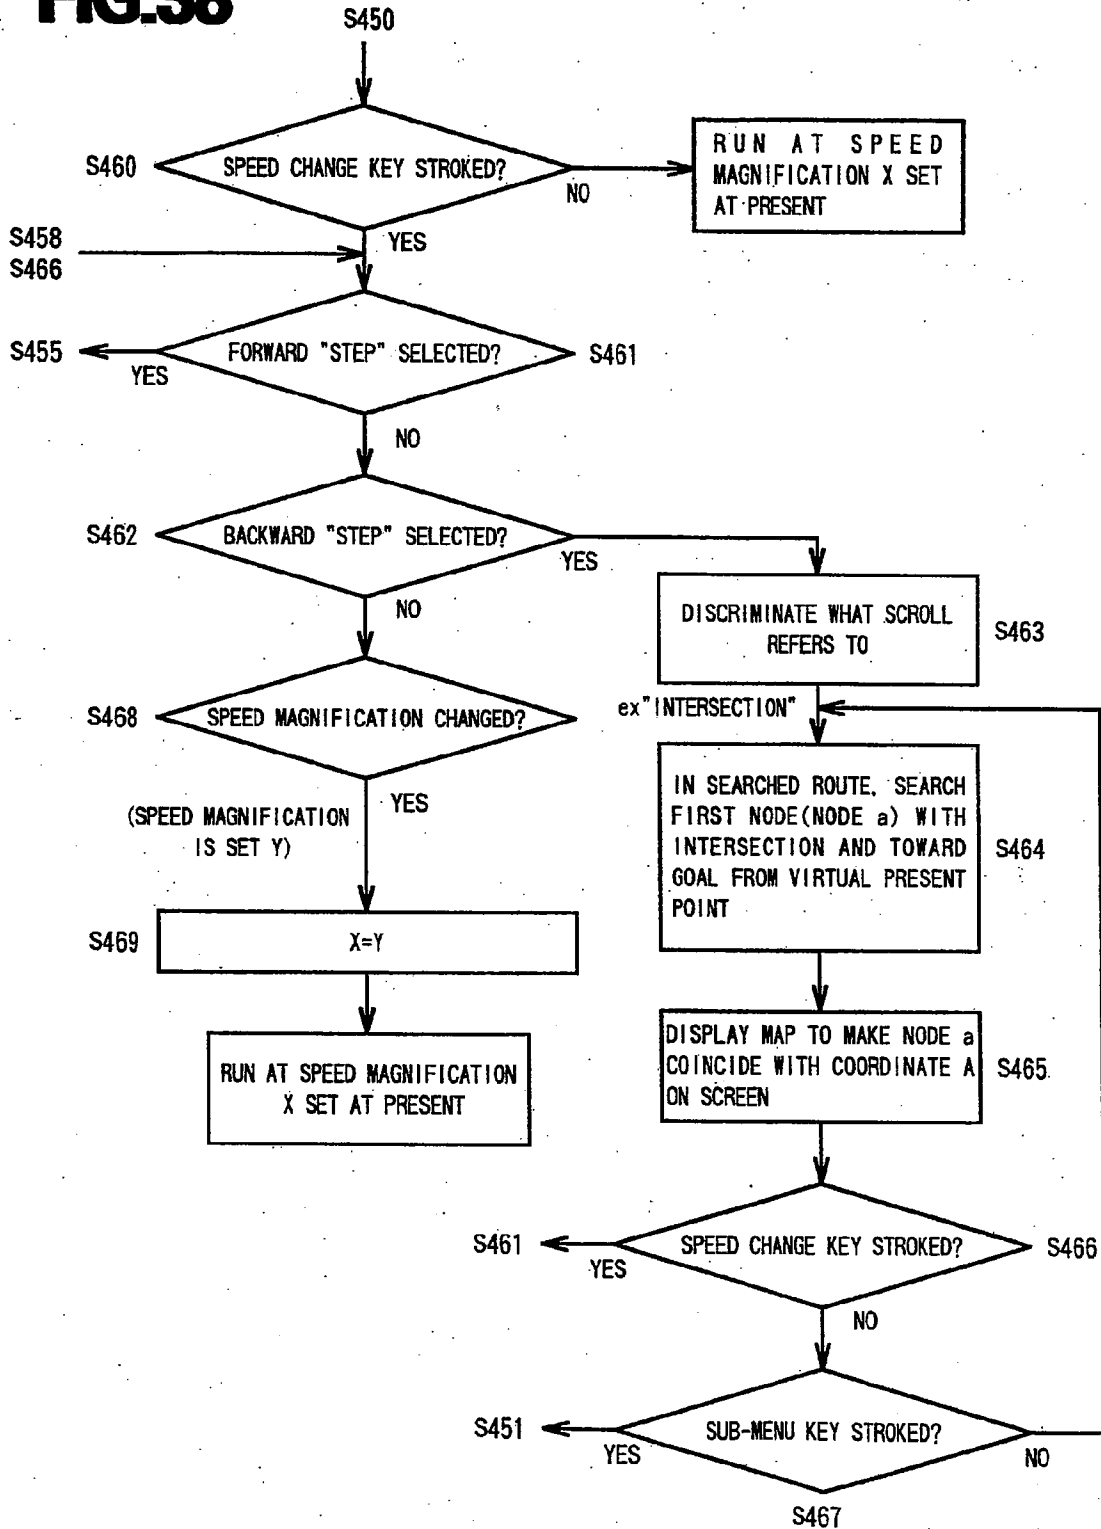 FIG.38
S450
S460
SPEED CHANGE KEY STROKED?
NO
RUN AT SPEED
MAGNIFICATION X SET
AT PRESENT
YES
S458
S466
S455
YES
FORWARD "STEP" SELECTED?
S461
NO
S462
BACKWARD "STEP" SELECTED?
YES
NO
DISCRIMINATE WHAT SCROLL
REFERS TO
S463
S468
SPEED MAGNIFICATION CHANGED?
ex"INTERSECTION"
YES
(SPEED MAGNIFICATION
IS SET Y)
IN SEARCHED ROUTE, SEARCH
FIRST NODE(NODE a) WITH
INTERSECTION AND TOWARD
GOAL FROM VIRTUAL PRESENT
POINT
S464
S469
X=Y
RUN AT SPEED MAGNIFICATION
X SET AT PRESENT
DISPLAY MAP TO MAKE NODE a
COINCIDE WITH COORDINATE A
ON SCREEN
S465
S461
YES
SPEED CHANGE KEY STROKED?
S466
NO
S451
YES
SUB-MENU KEY STROKED?
NO
S467